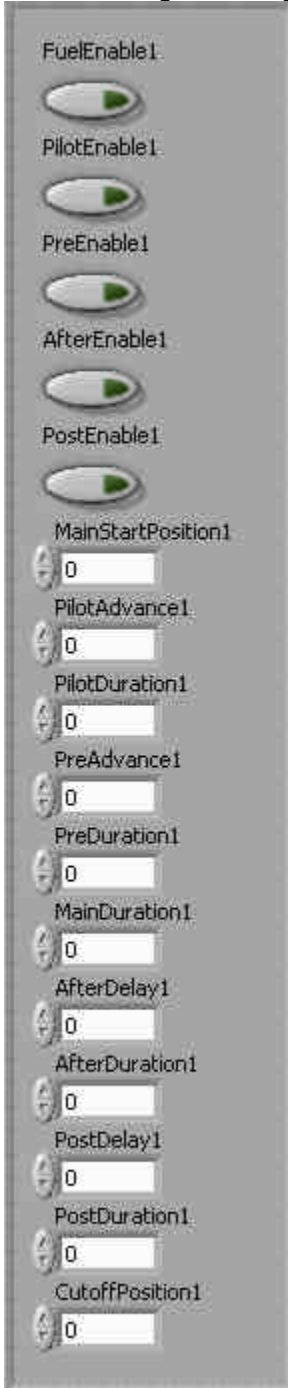 FuelEnable1
PilotEnable1
PreEnable1
AfterEnable1
PostEnable1
MainStartPosition1
0
PilotAdvance1
0
PilotDuration1
0
PreAdvance1
0
PreDuration1
0
MainDuration1
0
AfterDelay1
0
AfterDuration1
0
PostDelay1
0
PostDuration1
0
CutoffPosition1
0